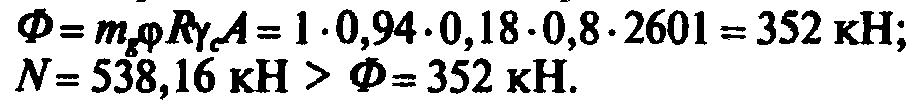 Φ = m_gφRγ_cA = 1·0,94·0,18·0,8·2601 = 352 кН;
N = 538,16 кН > Φ = 352 кН.